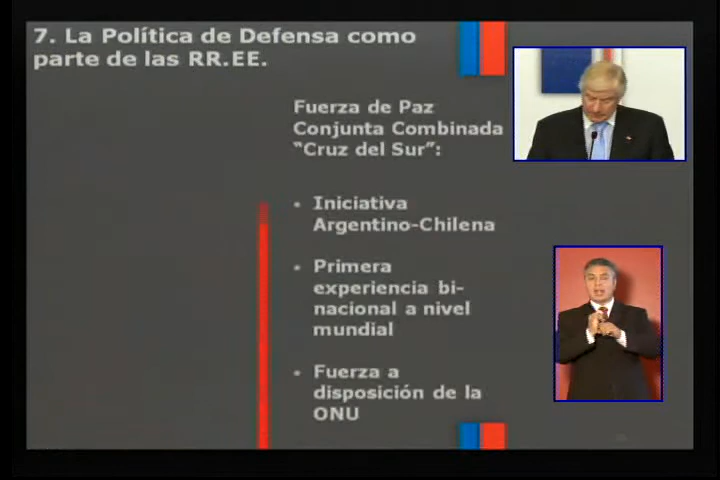 7. La Política de Defensa como
parte de las RR.EE.
Fuerza de Paz
Conjunta Combinada
"Cruz del Sur":
• Iniciativa
Argentino-Chilena
• Primera
experiencia bi-
nacional a nivel
mundial
• Fuerza a
disposición de la
ONU